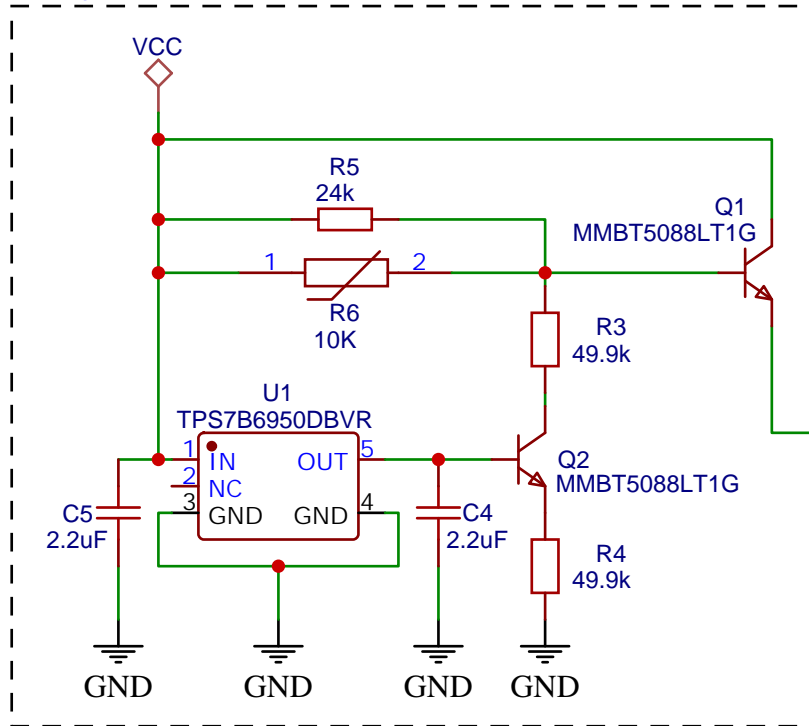 VCC
R5
24k
Q1
MMBT5088LT1G
1
2
R6
10K
R3
49.9k
U1
TPS7B6950DBVR
1
IN
OUT
5
2
NC
3
GND
GND
4
Q2
MMBT5088LT1G
C5
2.2uF
C4
2.2uF
R4
49.9k
GND
GND
GND
GND